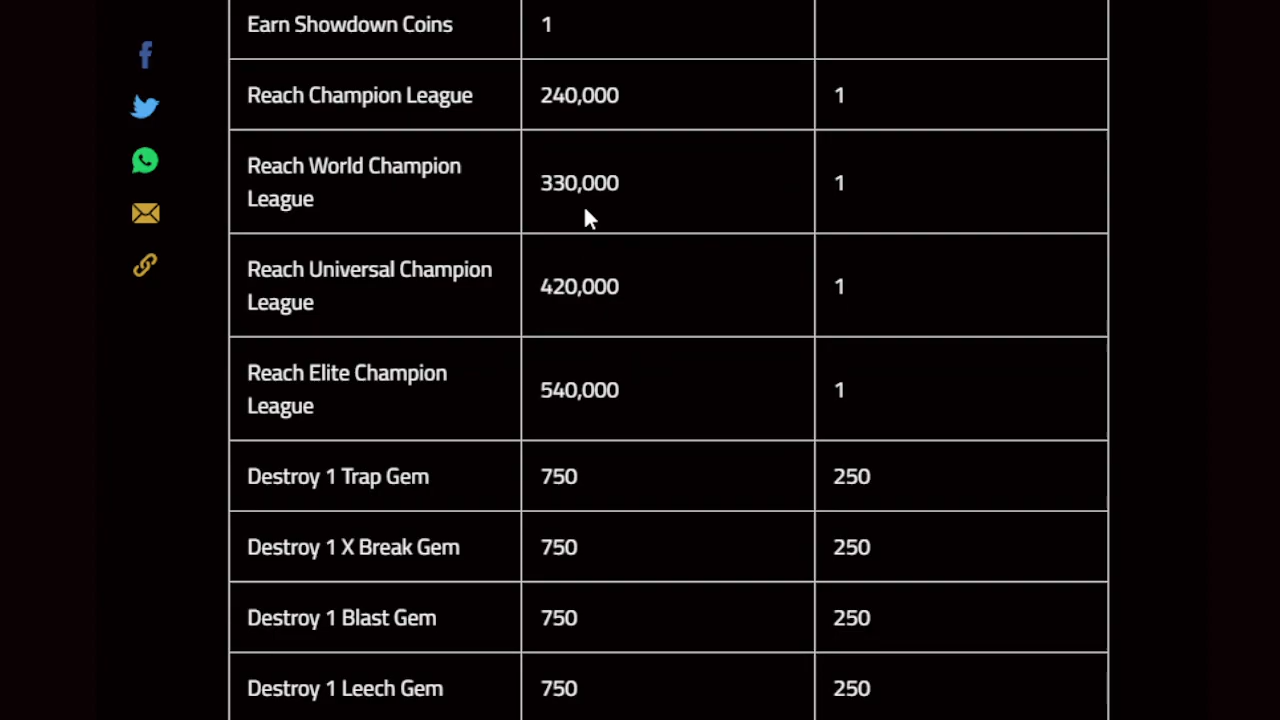 Earn Showdown Coins 1
Reach Champion League 240,000 1
Reach World Champion
League 330,000 1
Reach Universal Champion
League 420,000 1
Reach Elite Champion
League 540,000 1
Destroy 1 Trap Gem 750 250
Destroy 1 X Break Gem 750 250
Destroy 1 Blast Gem 750 250
Destroy 1 Leech Gem 750 250